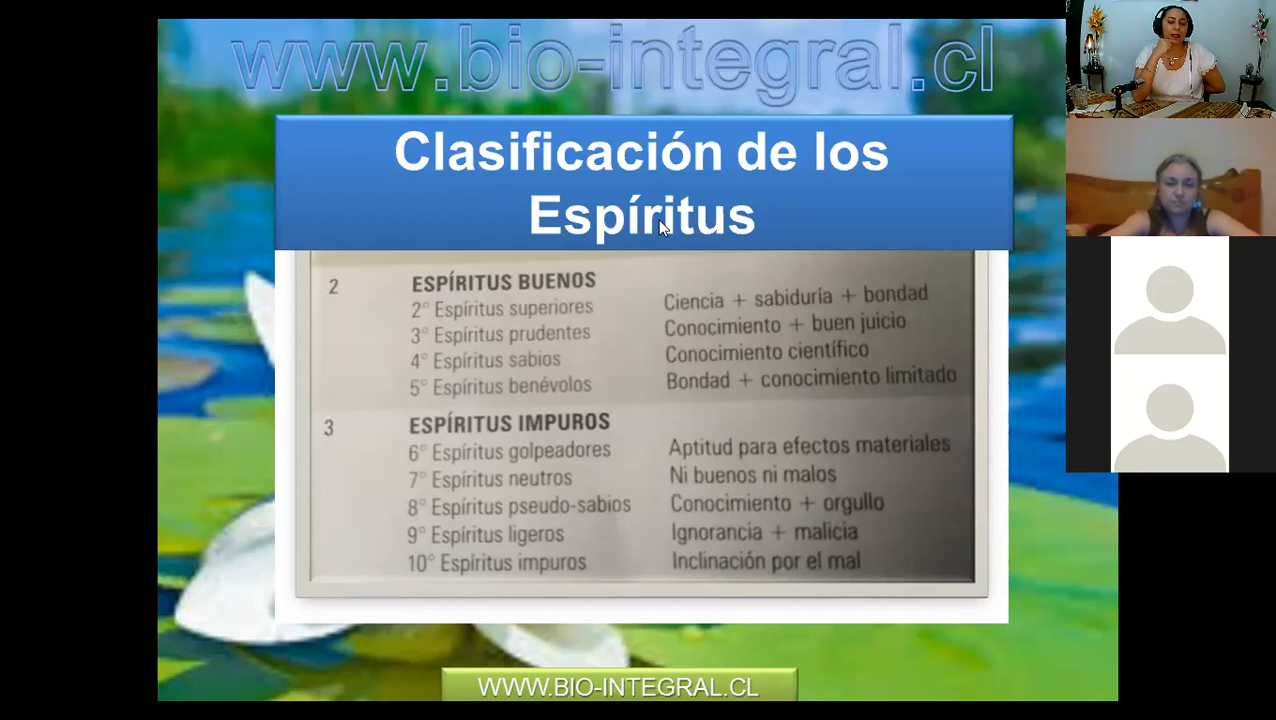 www.bio-integral.cl
Clasificación de los
Espíritus
2 ESPÍRITUS BUENOS
2° Espíritus superiores Ciencia + sabiduría + bondad
3° Espíritus prudentes Conocimiento + buen juicio
4° Espíritus sabios Conocimiento científico
5° Espíritus benévolos Bondad + conocimiento limitado
3 ESPÍRITUS IMPUROS
6° Espíritus golpeadores Aptitud para efectos materiales
7° Espíritus neutros Ni buenos ni malos
8° Espíritus pseudo-sabios Conocimiento + orgullo
9° Espíritus ligeros Ignorancia + malicia
10° Espíritus impuros Inclinación por el mal
WWW.BIO-INTEGRAL.CL